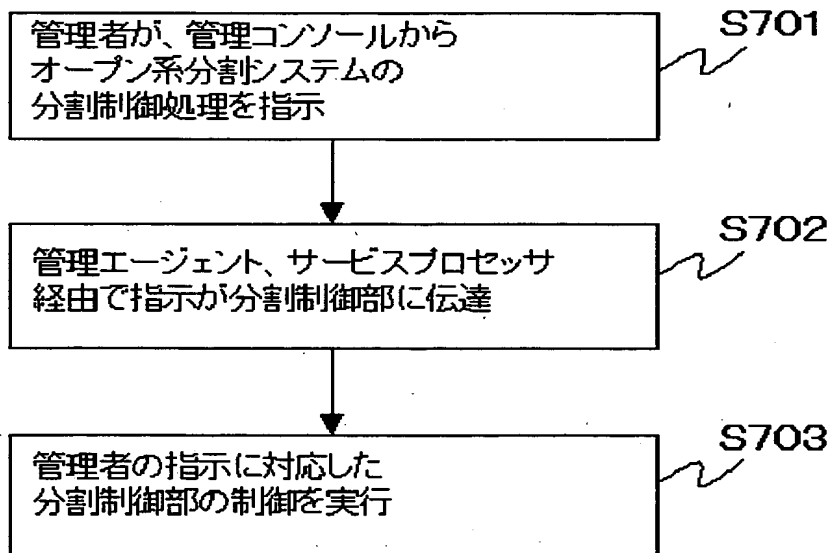 管理者が、管理コンソールから
オープン系分割システムの
分割制御処理を指示
S701
管理エージェント、サービスプロセッサ
経由で指示が分割制御部に伝達
S702
管理者の指示に対応した
分割制御部の制御を実行
S703